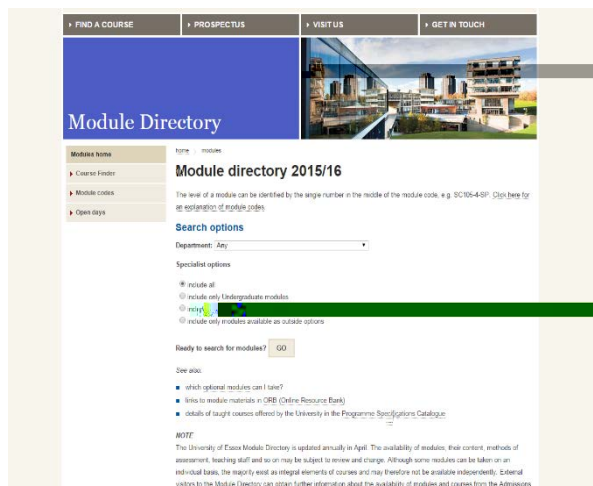 FIND A COURSE
PROSPECTUS
VISIT US
GET IN TOUCH
Module Directory
Modules home
Course Finder
Module codes
Open days
home modules
Module directory 2015/16
The level of a module can be identified by the single number in the middle of the module code, e.g. SC105-4-SP. Click here for
an explanation of module codes.
Search options
Department: Any
Specialist options
include all
include only Undergraduate modules
include only modules available as outside options
Ready to search for modules? GO
See also,
which optional modules can I take?
links to module materials in ORB (Online Resource Bank)
details of taught courses offered by the University in the Programme Specifications Catalogue
NOTE
The University of Essex Module Directory is updated annually in April. The availability of modules, their content, methods of
assessment, teaching staff and so on may be subject to review and change. Although some modules can be taken on an
individual basis, the majority exist as integral elements of courses and may therefore not be available independently. External
visitors to the Module Directory can obtain further information about the availability of modules and courses from the Admissions